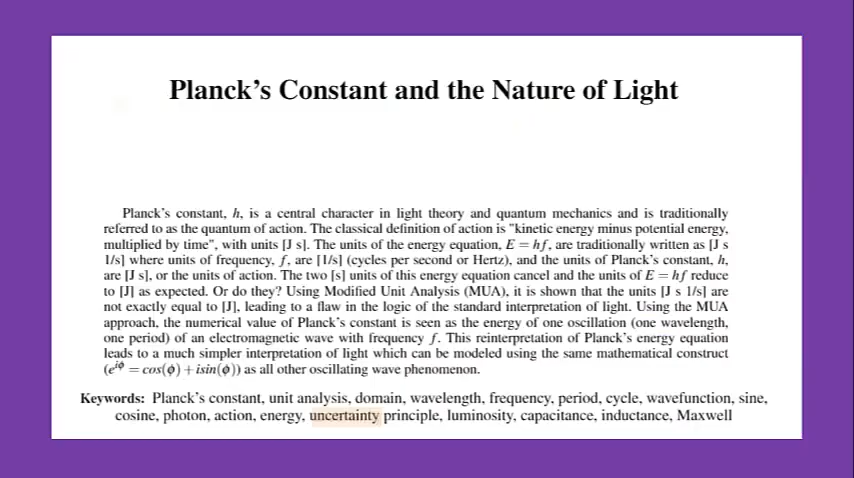 Planck's Constant and the Nature of Light
Planck's constant, h, is a central character in light theory and quantum mechanics and is traditionally
referred to as the quantum of action. The classical definition of action is "kinetic energy minus potential energy,
multiplied by time", with units [J s]. The units of the energy equation, E = hf, are traditionally written as [J s
1/s] where units of frequency, f, are [1/s] (cycles per second or Hertz), and the units of Planck's constant, h,
are [J s], or the units of action. The two [s] units of this energy equation cancel and the units of E = hf reduce
to [J] as expected. Or do they? Using Modified Unit Analysis (MUA), it is shown that the units [J s 1/s] are
not exactly equal to [J], leading to a flaw in the logic of the standard interpretation of light. Using the MUA
approach, the numerical value of Planck's constant is seen as the energy of one oscillation (one wavelength,
one period) of an electromagnetic wave with frequency f. This reinterpretation of Planck's energy equation
leads to a much simpler interpretation of light which can be modeled using the same mathematical construct
(e^{iϕ} = cos(ϕ) + isin(ϕ)) as all other oscillating wave phenomenon.
Keywords: Planck's constant, unit analysis, domain, wavelength, frequency, period, cycle, wavefunction, sine,
cosine, photon, action, energy, uncertainty principle, luminosity, capacitance, inductance, Maxwell